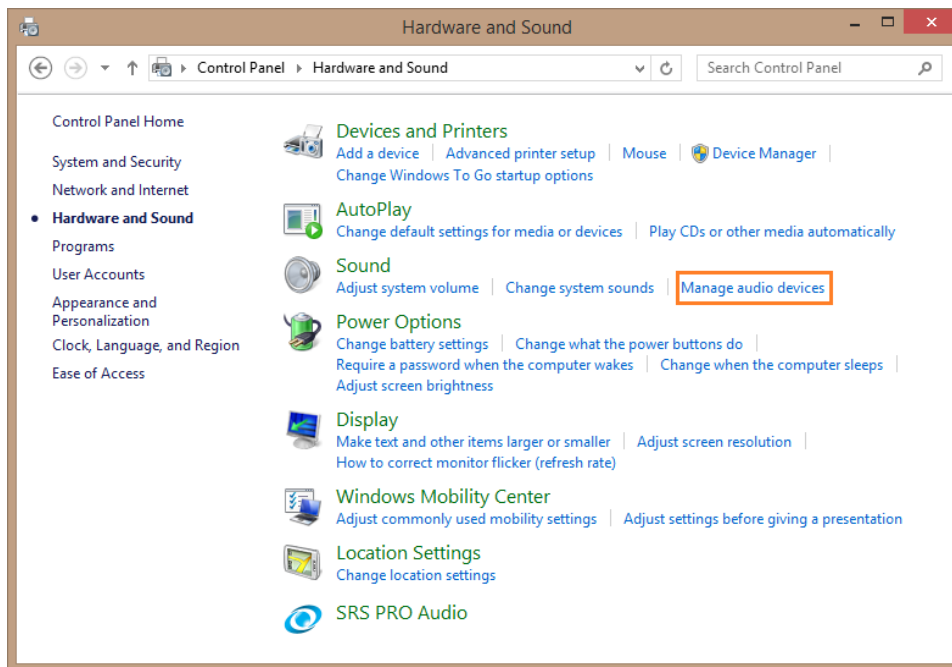 Hardware and Sound
Control Panel Hardware and Sound
Search Control Panel
Control Panel Home
System and Security
Network and Internet
Hardware and Sound
Programs
User Accounts
Appearance and
Personalization
Clock, Language, and Region
Ease of Access
Devices and Printers
Add a device Advanced printer setup Mouse Device Manager
Change Windows To Go startup options
AutoPlay
Change default settings for media or devices Play CDs or other media automatically
Sound
Adjust system volume Change system sounds Manage audio devices
Power Options
Change battery settings Change what the power buttons do
Require a password when the computer wakes Change when the computer sleeps
Adjust screen brightness
Display
Make text and other items larger or smaller Adjust screen resolution
How to correct monitor flicker (refresh rate)
Windows Mobility Center
Adjust commonly used mobility settings Adjust settings before giving a presentation
Location Settings
Change location settings
SRS PRO Audio